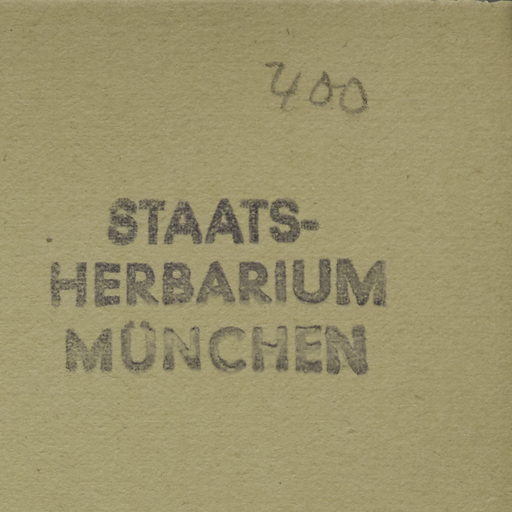 400
STAATS-
HERBARIUM
MÜNCHEN